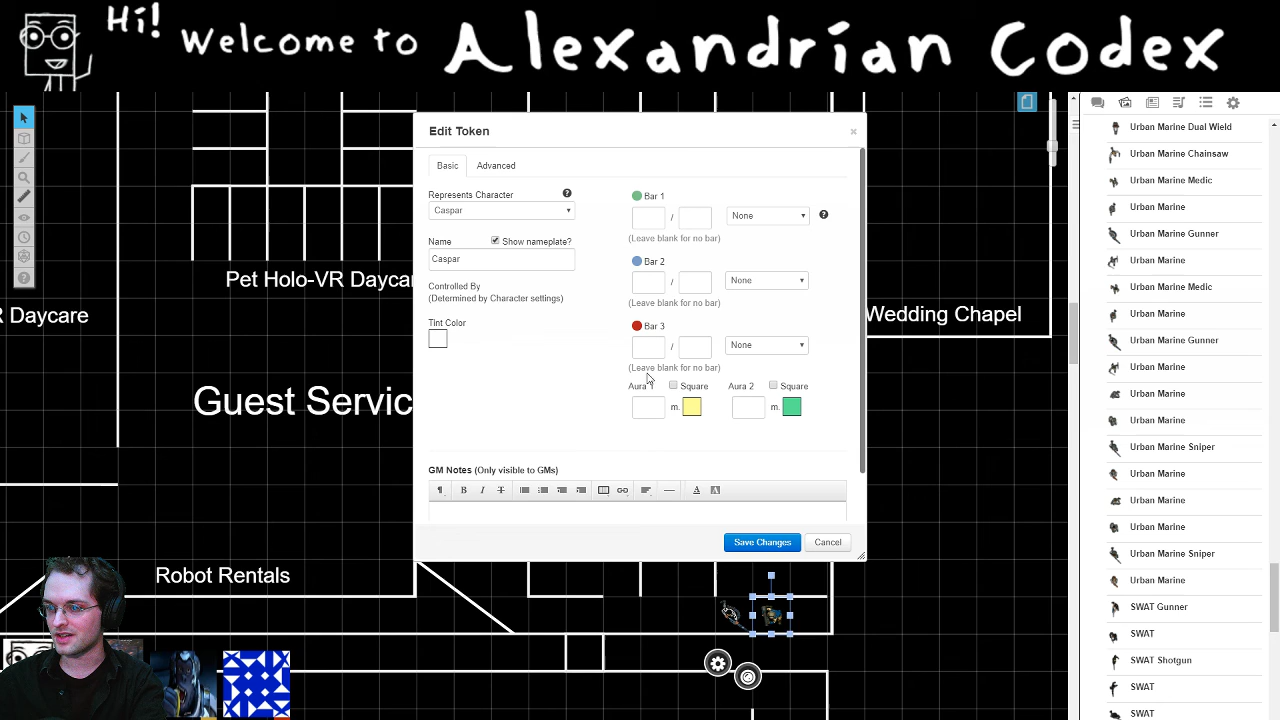 Hi! Welcome to Alexandrian Codex
Edit Token
×
Basic
Advanced
Represents Character
Caspar
Name
Show nameplate?
Caspar
Controlled By
(Determined by Character settings)
Tint Color
Bar 1
/
None
(Leave blank for no bar)
Bar 2
/
None
(Leave blank for no bar)
Bar 3
/
None
(Leave blank for no bar)
Aura 1
Square
Aura 2
Square
m.
m.
GM Notes (Only visible to GMs)
Save Changes
Cancel
Pet Holo-VR Daycar
R Daycare
Guest Servic
Robot Rentals
Wedding Chapel
Urban Marine Dual Wield
Urban Marine Chainsaw
Urban Marine Medic
Urban Marine
Urban Marine Gunner
Urban Marine
Urban Marine Medic
Urban Marine
Urban Marine Gunner
Urban Marine
Urban Marine
Urban Marine
Urban Marine Sniper
Urban Marine
Urban Marine
Urban Marine
Urban Marine Sniper
Urban Marine
SWAT Gunner
SWAT
SWAT Shotgun
SWAT
SWAT